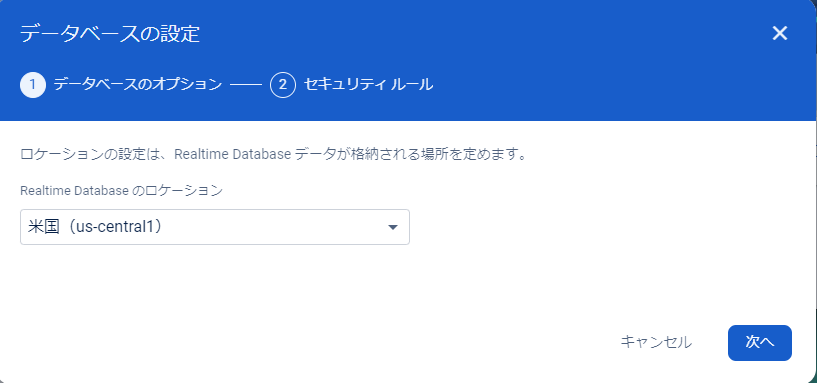 データベースの設定
1 データベースのオプション 2 セキュリティ ルール
ロケーションの設定は、Realtime Database データが格納される場所を定めます。
Realtime Database のロケーション
米国（us-central1）
キャンセル 次へ